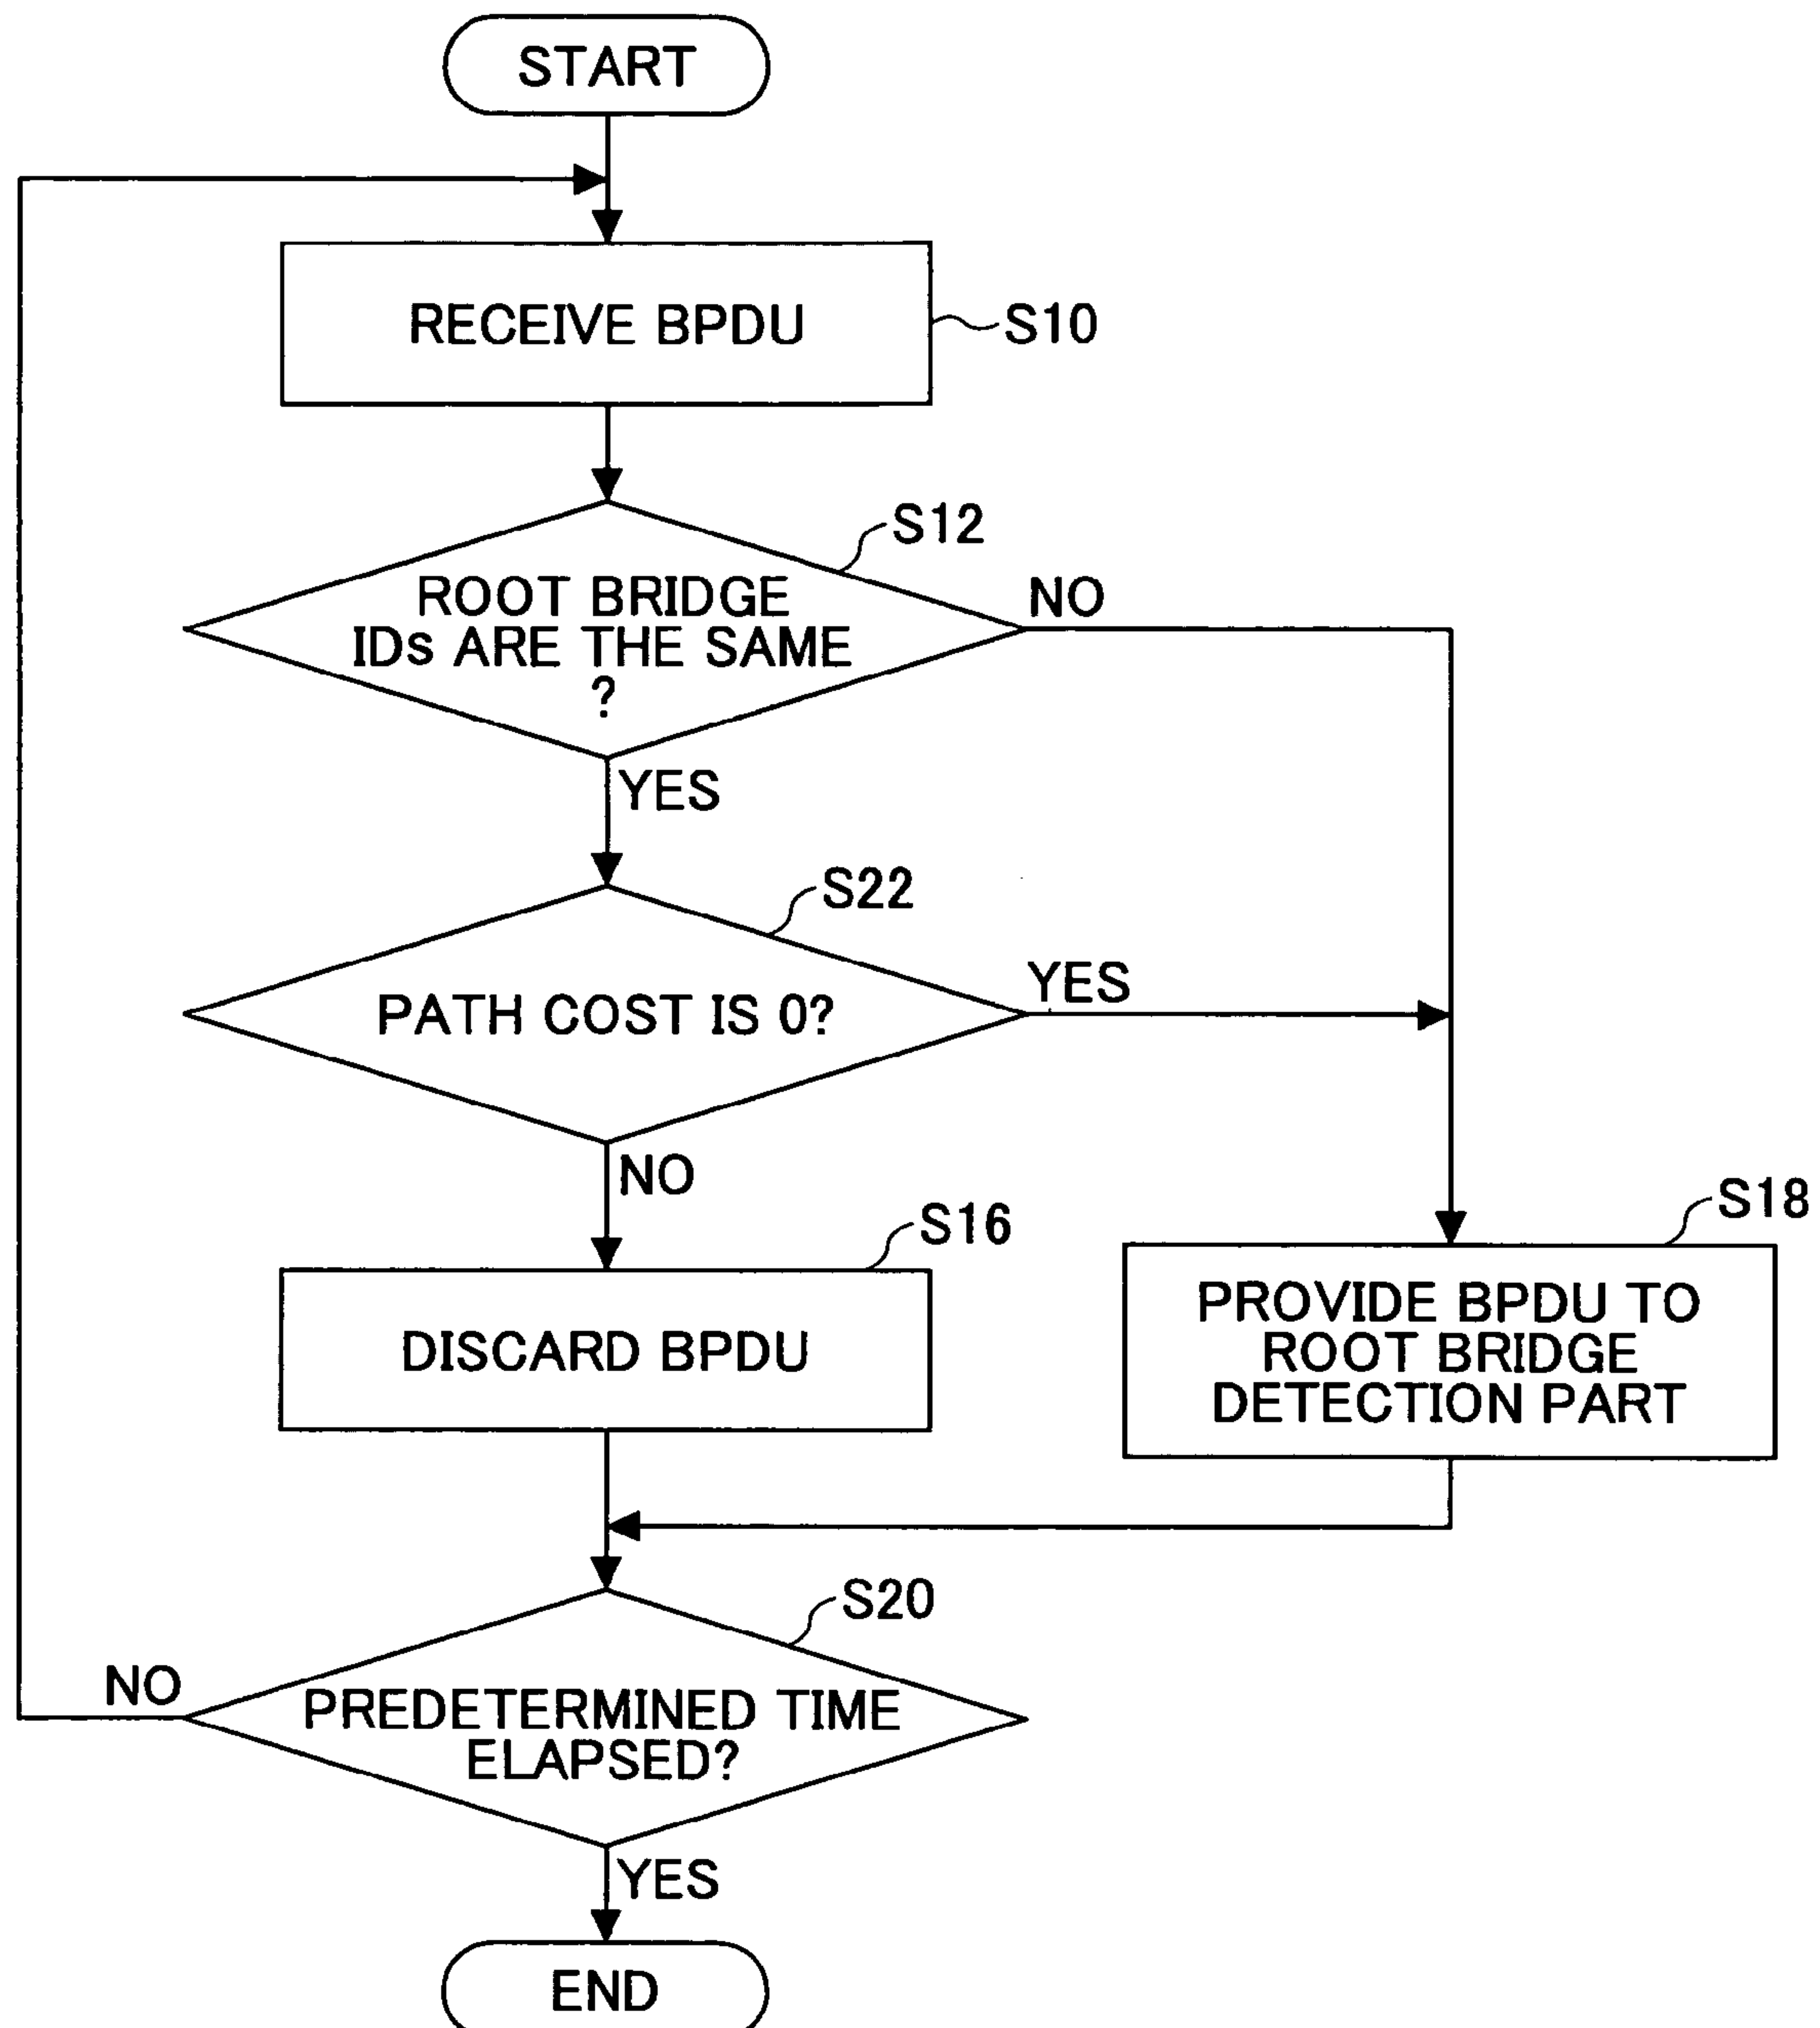 START
RECEIVE BPDU
S10
S12
ROOT BRIDGE
IDs ARE THE SAME
?
NO
YES
S22
PATH COST IS 0?
YES
NO
S16
S18
DISCARD BPDU
PROVIDE BPDU TO
ROOT BRIDGE
DETECTION PART
S20
NO
PREDETERMINED TIME
ELAPSED?
YES
END